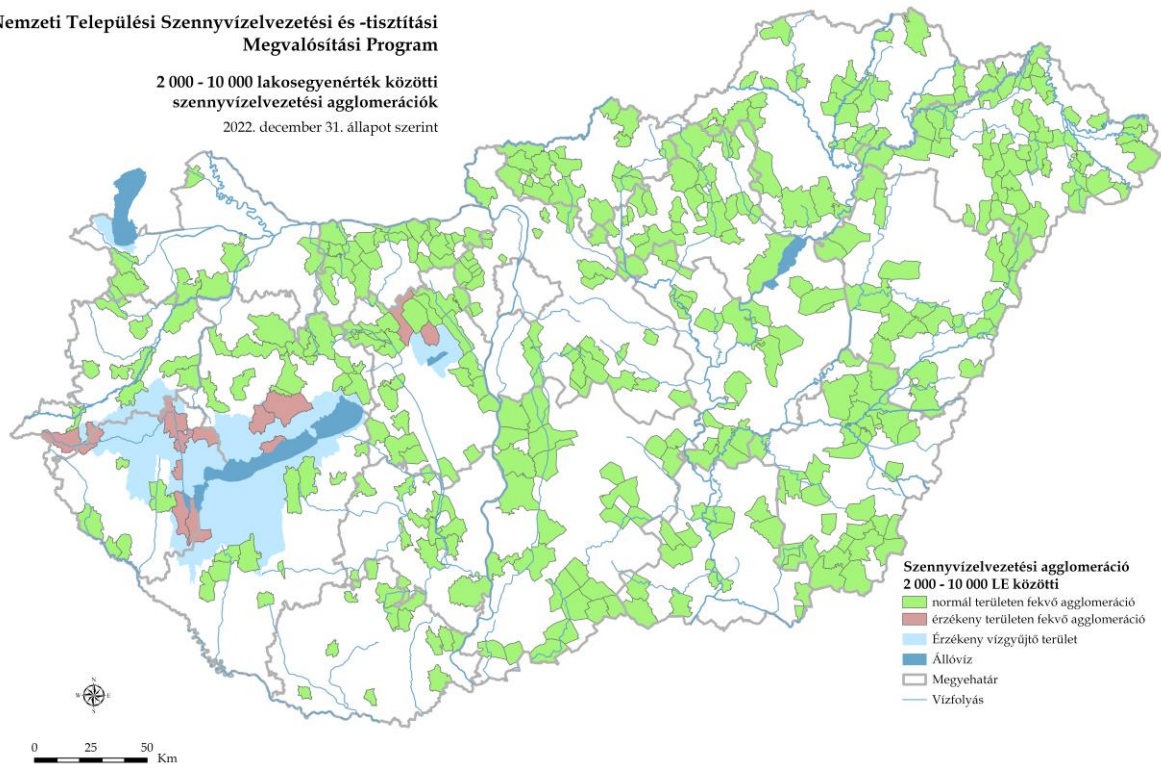 Nemzeti Települési Szennyvízelvezetési és -tisztítási
Megvalósítási Program
2 000 - 10 000 lakosegyenérték közötti
szennyvízelvezetési agglomerációk
2022. december 31. állapot szerint
Szennyvízelvezetési agglomeráció
2 000 - 10 000 LE közötti
normál területen fekvő agglomeráció
érzékeny területen fekvő agglomeráció
Érzékeny vízgyűjtő terület
Állóvíz
Megyehatár
Vízfolyás
N
W E
S
0 25 50
Km